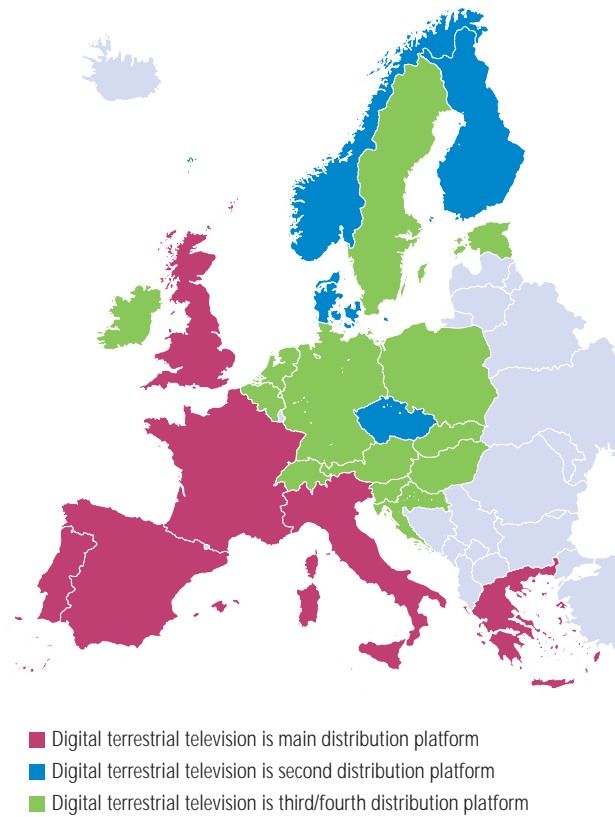 Digital terrestrial television is main distribution platform
Digital terrestrial television is second distribution platform
Digital terrestrial television is third/fourth distribution platform